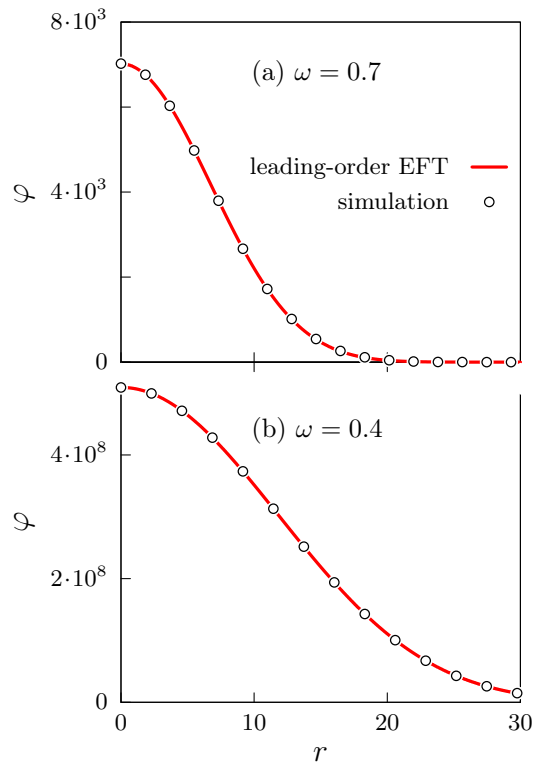 8·10³
(a) ω = 0.7
leading-order EFT
4·10³
simulation
φ
0
(b) ω = 0.4
4·10⁸
φ
2·10⁸
0
0 10 20 30
r